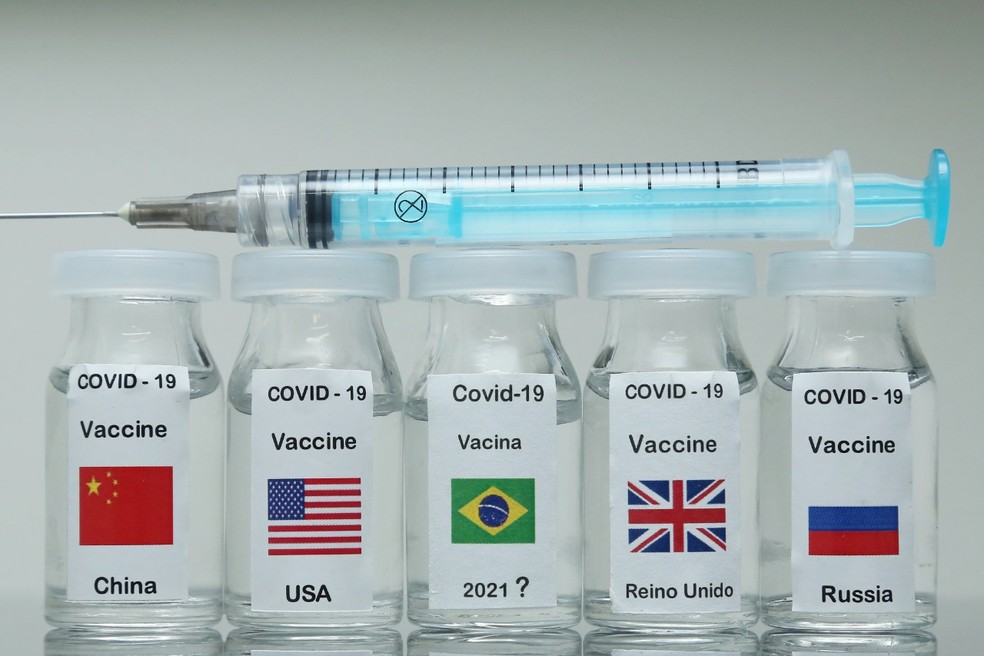 COVID - 19
Vaccine
China
COVID - 19
Vaccine
USA
Covid-19
Vacina
2021 ?
COVID - 19
Vaccine
Reino Unido
COVID - 19
Vaccine
Russia